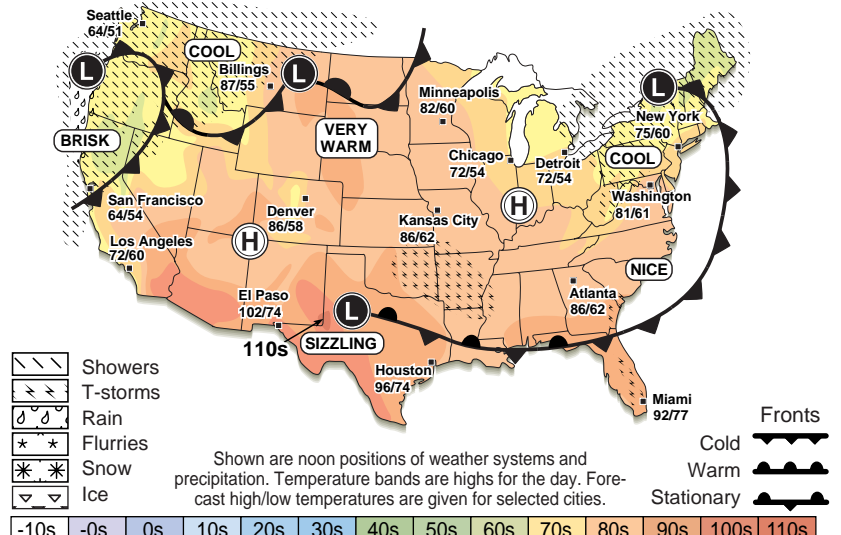 Seattle
64/51
L
COOL
Billings
87/55
L
Minneapolis
82/60
L
New York
75/60
BRISK
VERY
WARM
Chicago
72/54
Detroit
72/54
COOL
San Francisco
64/54
Denver
86/58
Kansas City
86/62
H
Washington
81/61
Los Angeles
72/60
H
NICE
El Paso
102/74
L
Atlanta
86/62
110s
SIZZLING
Houston
96/74
Miami
92/77
Showers
T-storms
Rain
Flurries
Snow
Ice
Shown are noon positions of weather systems and
precipitation. Temperature bands are highs for the day. Fore-
cast high/low temperatures are given for selected cities.
Fronts
Cold
Warm
Stationary
-10s -0s 0s 10s 20s 30s 40s 50s 60s 70s 80s 90s 100s 110s